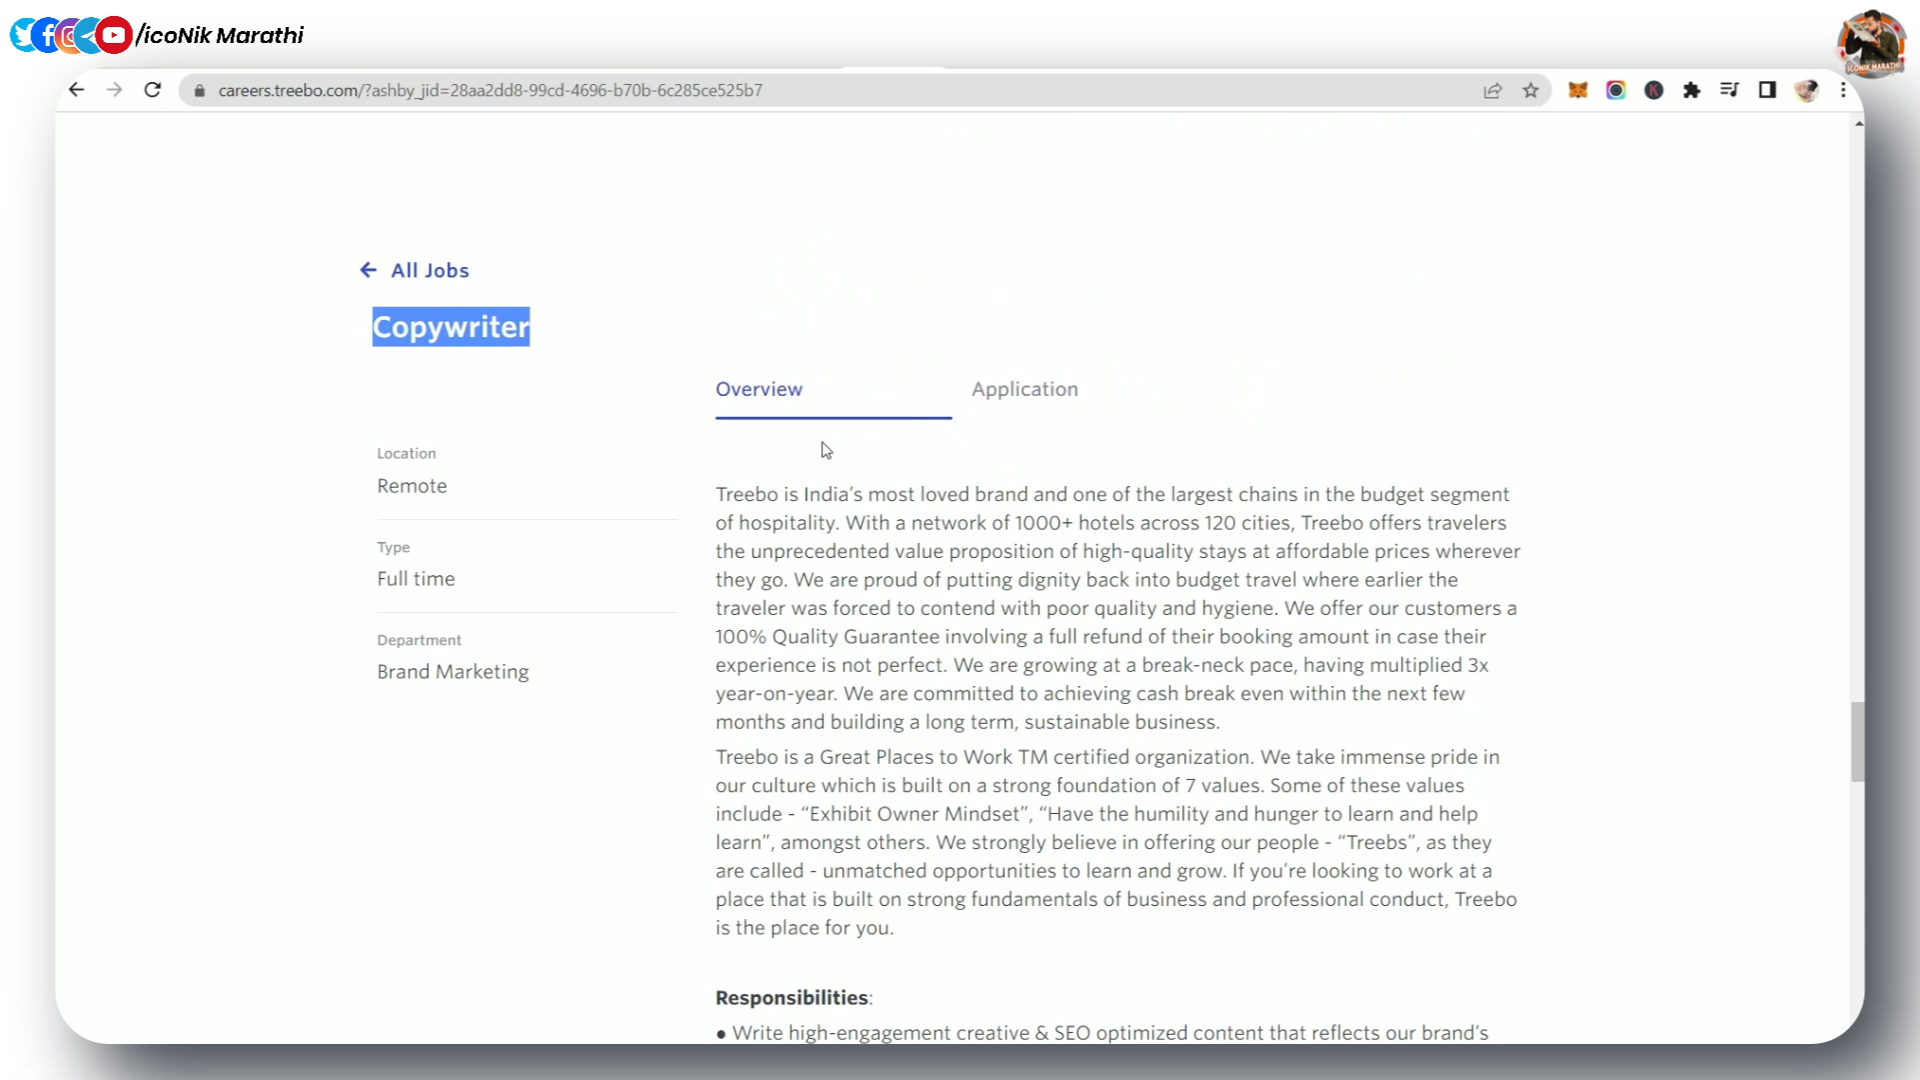 /icoNik Marathi
ICONIK MARATHI
careers.treebo.com/?ashby_jid=28aa2dd8-99cd-4696-b70b-6c285ce525b7
All Jobs
Copywriter
Overview
Application
Location
Remote
Type
Full time
Department
Brand Marketing
Treebo is India’s most loved brand and one of the largest chains in the budget segment
of hospitality. With a network of 1000+ hotels across 120 cities, Treebo offers travelers
the unprecedented value proposition of high-quality stays at affordable prices wherever
they go. We are proud of putting dignity back into budget travel where earlier the
traveler was forced to contend with poor quality and hygiene. We offer our customers a
100% Quality Guarantee involving a full refund of their booking amount in case their
experience is not perfect. We are growing at a break-neck pace, having multiplied 3x
year-on-year. We are committed to achieving cash break even within the next few
months and building a long term, sustainable business.
Treebo is a Great Places to Work TM certified organization. We take immense pride in
our culture which is built on a strong foundation of 7 values. Some of these values
include - “Exhibit Owner Mindset”, “Have the humility and hunger to learn and help
learn”, amongst others. We strongly believe in offering our people - “Treebs”, as they
are called - unmatched opportunities to learn and grow. If you’re looking to work at a
place that is built on strong fundamentals of business and professional conduct, Treebo
is the place for you.
Responsibilities:
● Write high-engagement creative & SEO optimized content that reflects our brand’s